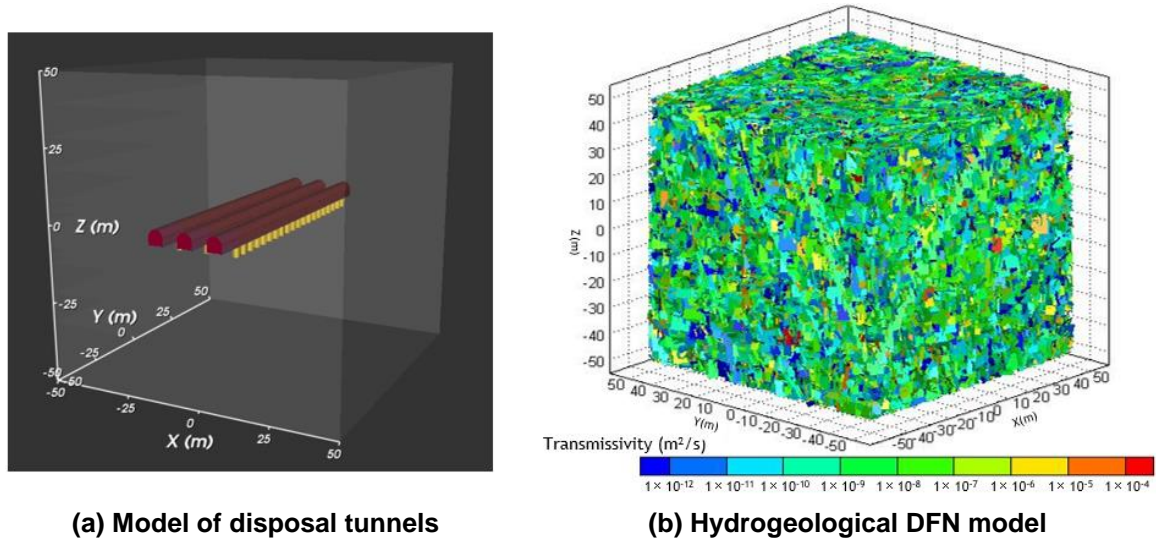 50
25
0
Z (m)
-25
-50
-50
-50
-25
0
25
50
Y (m)
-50
-25
0
25
50
X (m)
(a) Model of disposal tunnels
50
40
30
20
10
0
-10
-20
-30
-40
-50
Z(m)
50 40 30 20 10 0 -10 -20 -30 -40 -50
Y(m)
-50 -40 -30 -20 -10 0 10 20 30 40 50
X(m)
Transmissivity (m²/s)
1× 10⁻¹² 1× 10⁻¹¹ 1× 10⁻¹⁰ 1× 10⁻⁹ 1× 10⁻⁸ 1× 10⁻⁷ 1× 10⁻⁶ 1× 10⁻⁵ 1× 10⁻⁴
(b) Hydrogeological DFN model